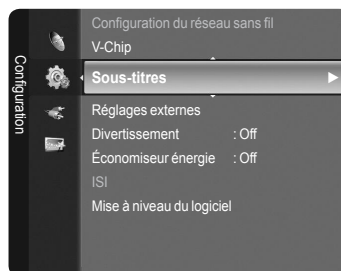 Configuration
Configuration du réseau sans fil
V-Chip
Sous-titres
Réglages externes
Divertissement : Off
Économiseur énergie : Off
ISI
Mise à niveau du logiciel